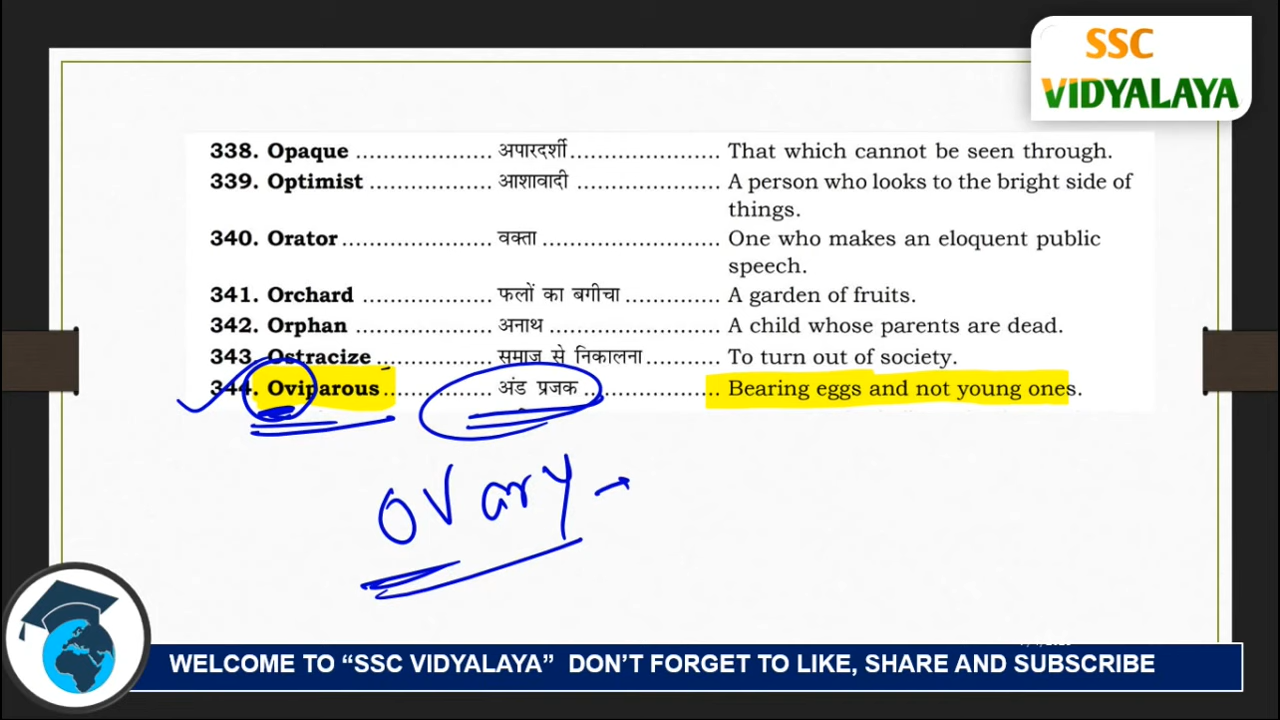 SSC
VIDYALAYA
338. Opaque .................... अपारदर्शी...................... That which cannot be seen through.
339. Optimist .................. आशावादी ..................... A person who looks to the bright side of
things.
340. Orator...................... वक्ता .......................... One who makes an eloquent public
speech.
341. Orchard ................... फलों का बगीचा .............. A garden of fruits.
342. Orphan .................... अनाथ ......................... A child whose parents are dead.
343. Ostracize ................. समाज से निकालना ........... To turn out of society.
344. Oviparous ................ अंड प्रजक .................... Bearing eggs and not young ones.
OVary →
WELCOME TO “SSC VIDYALAYA” DON’T FORGET TO LIKE, SHARE AND SUBSCRIBE